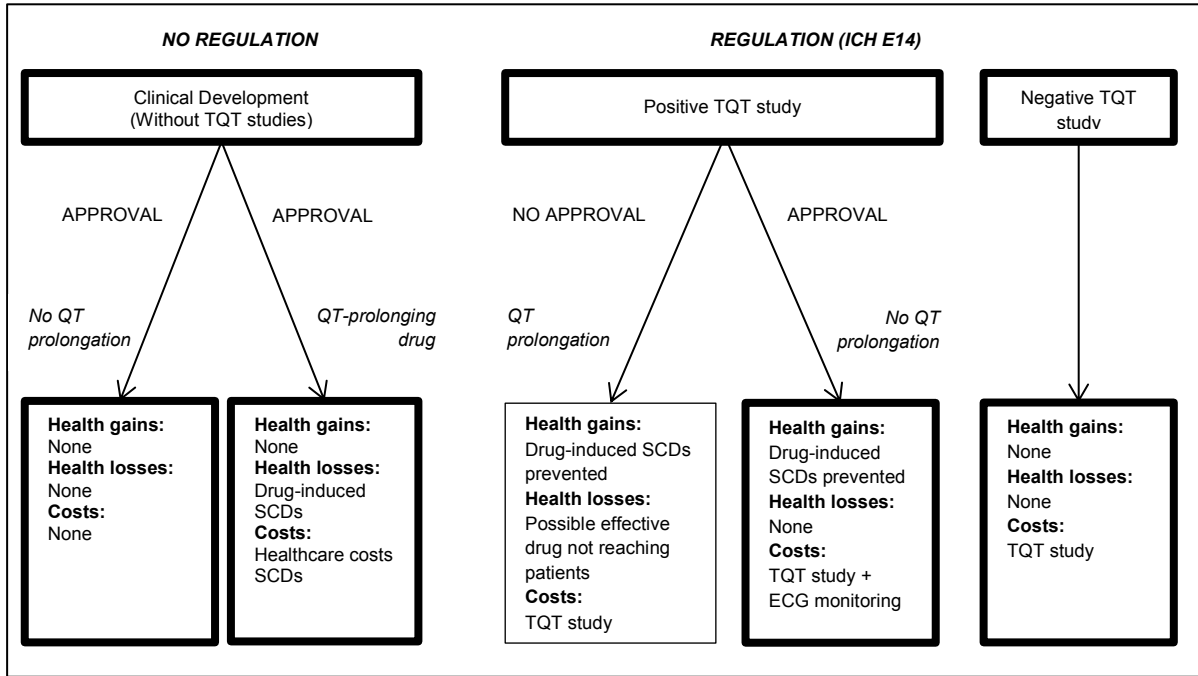 NO REGULATION
REGULATION (ICH E14)
Clinical Development
(Without TQT studies)
Positive TQT study
Negative TQT
study
APPROVAL
APPROVAL
NO APPROVAL
APPROVAL
No QT
prolongation
QT-prolonging
drug
QT
prolongation
No QT
prolongation
Health gains:
None
Health losses:
None
Costs:
None
Health gains:
None
Health losses:
Drug-induced
SCDs
Costs:
Healthcare costs
SCDs
Health gains:
Drug-induced SCDs
prevented
Health losses:
Possible effective
drug not reaching
patients
Costs:
TQT study
Health gains:
Drug-induced
SCDs prevented
Health losses:
None
Costs:
TQT study +
ECG monitoring
Health gains:
None
Health losses:
None
Costs:
TQT study